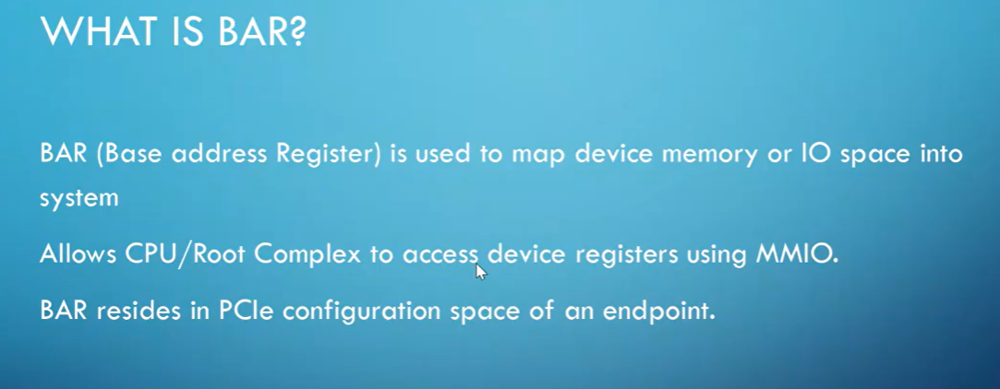 WHAT IS BAR?
BAR (Base address Register) is used to map device memory or IO space into
system
Allows CPU/Root Complex to access device registers using MMIO.
BAR resides in PCIe configuration space of an endpoint.